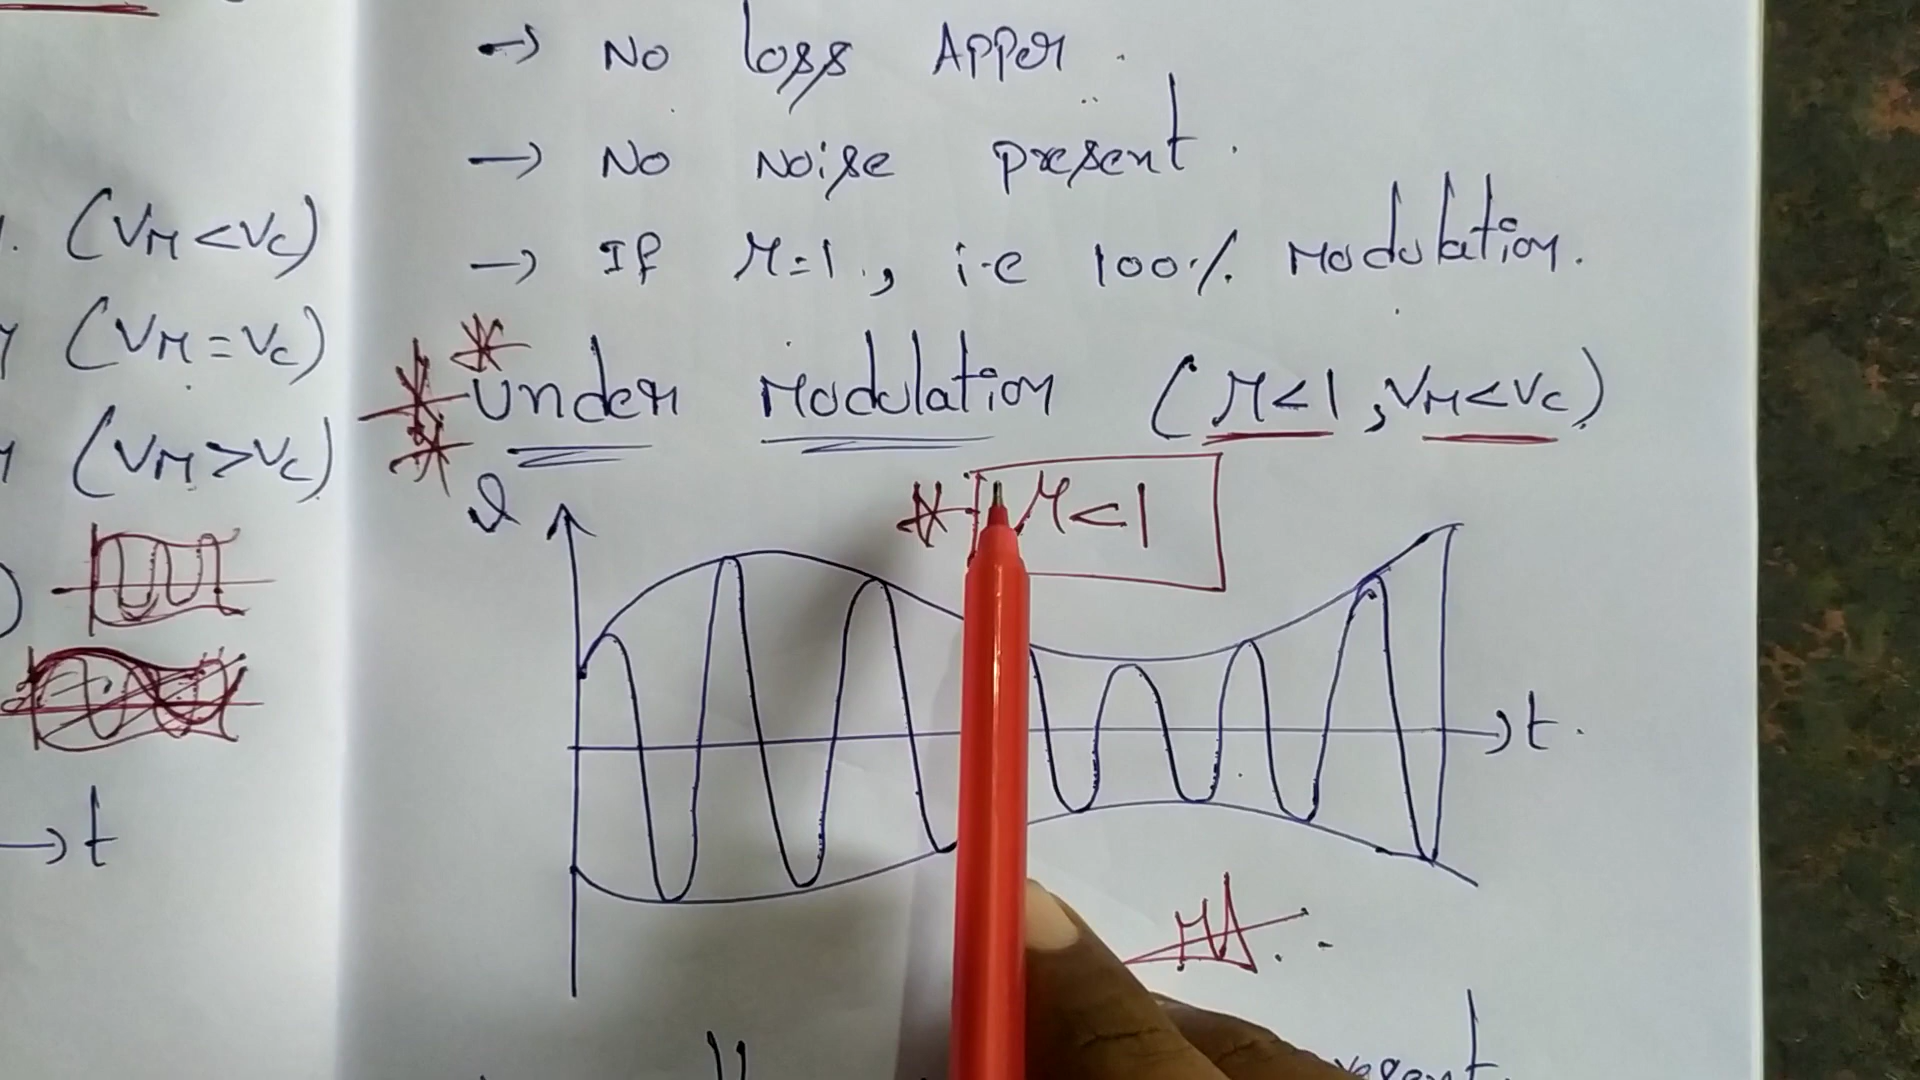 . (VM<VC)
(VM=VC)
(VM>VC)
→t
→ No loss Apper.
→ No Noise present.
→ If M=1, i.e 100% Modulation.
Under Modulation (M<1, VM<VC)
M<1
→t.